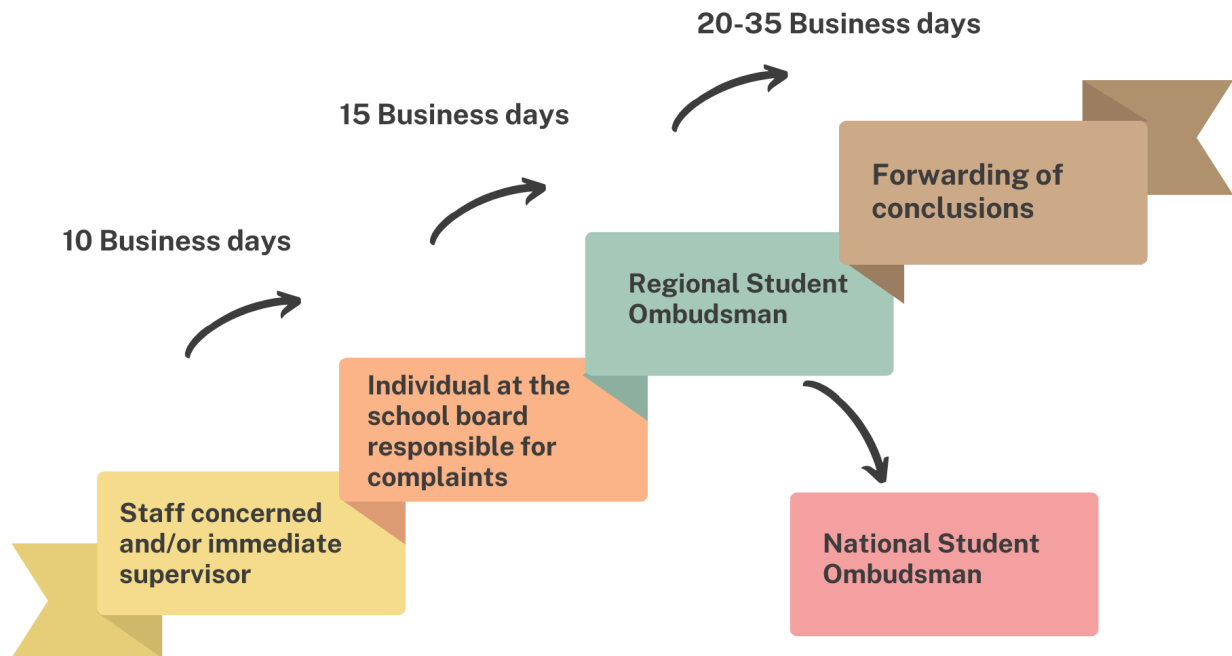 20-35 Business days
15 Business days
10 Business days
Forwarding of
conclusions
Regional Student
Ombudsman
Individual at the
school board
responsible for
complaints
Staff concerned
and/or immediate
supervisor
National Student
Ombudsman